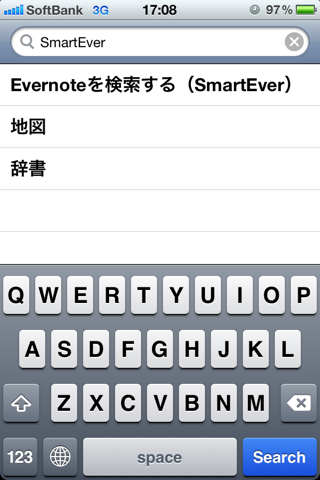 SoftBank 3G 17:08 97%
SmartEver
Evernoteを検索する（SmartEver）
地図
辞書
Q W E R T Y U I O P
A S D F G H J K L
Z X C V B N M
123 space Search